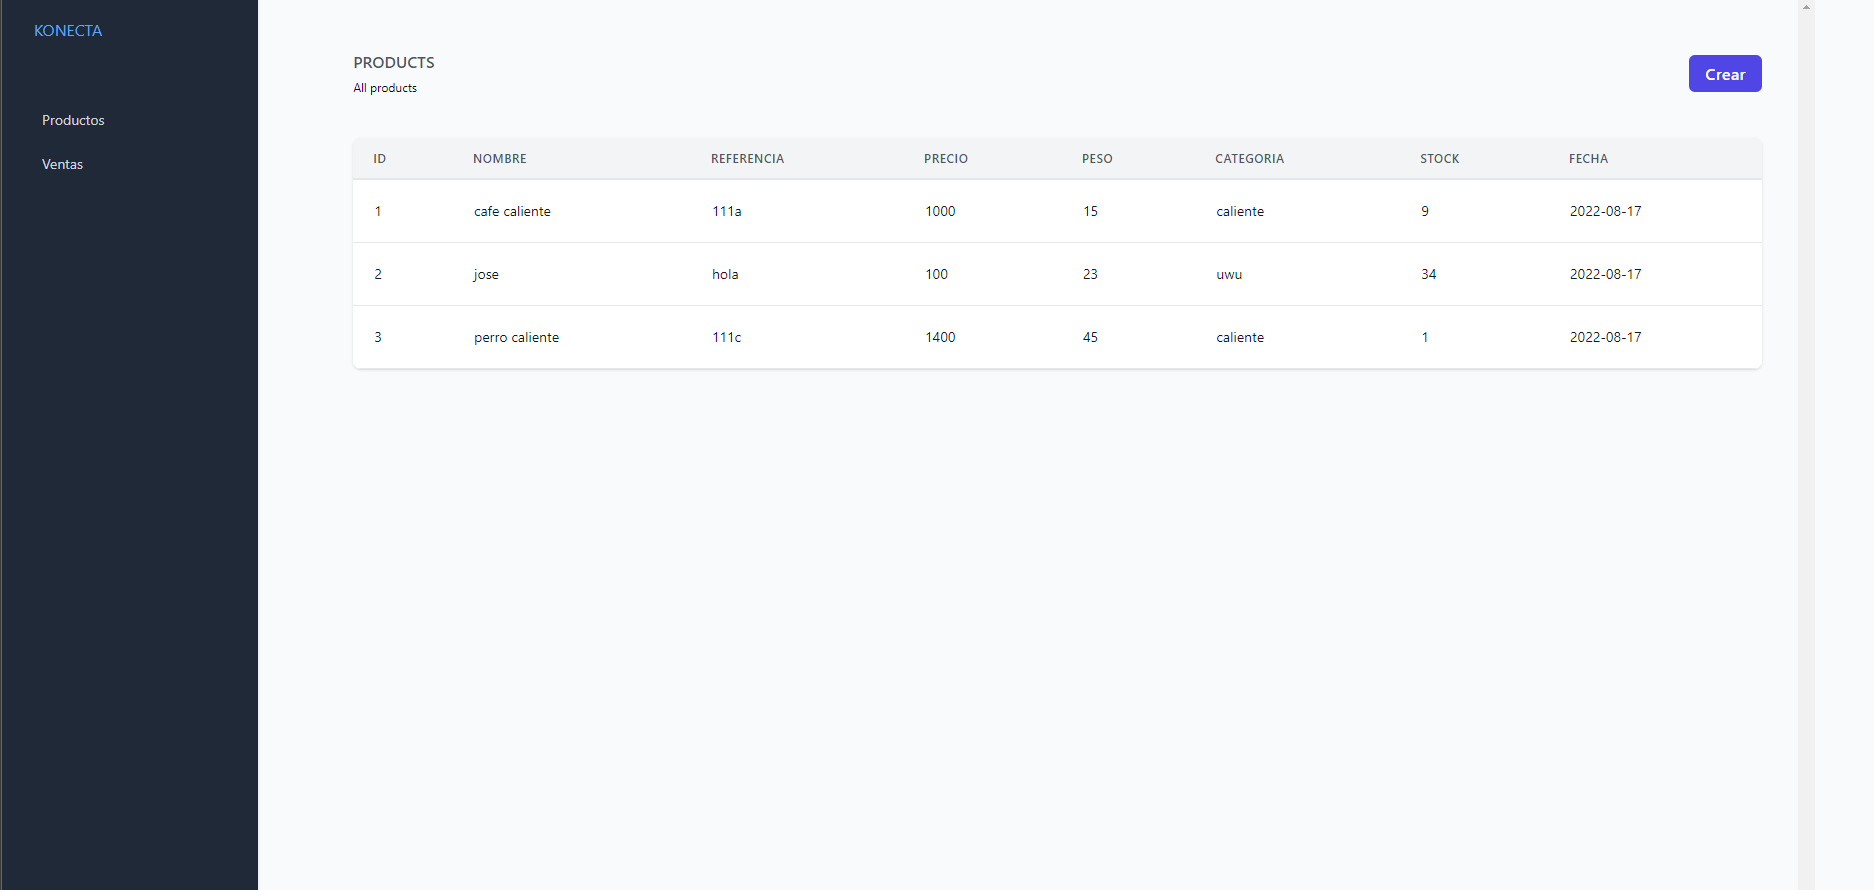 KONECTA
Productos
Ventas
PRODUCTS
All products
Crear
ID NOMBRE REFERENCIA PRECIO PESO CATEGORIA STOCK FECHA
1 cafe caliente 111a 1000 15 caliente 9 2022-08-17
2 jose hola 100 23 uwu 34 2022-08-17
3 perro caliente 111c 1400 45 caliente 1 2022-08-17